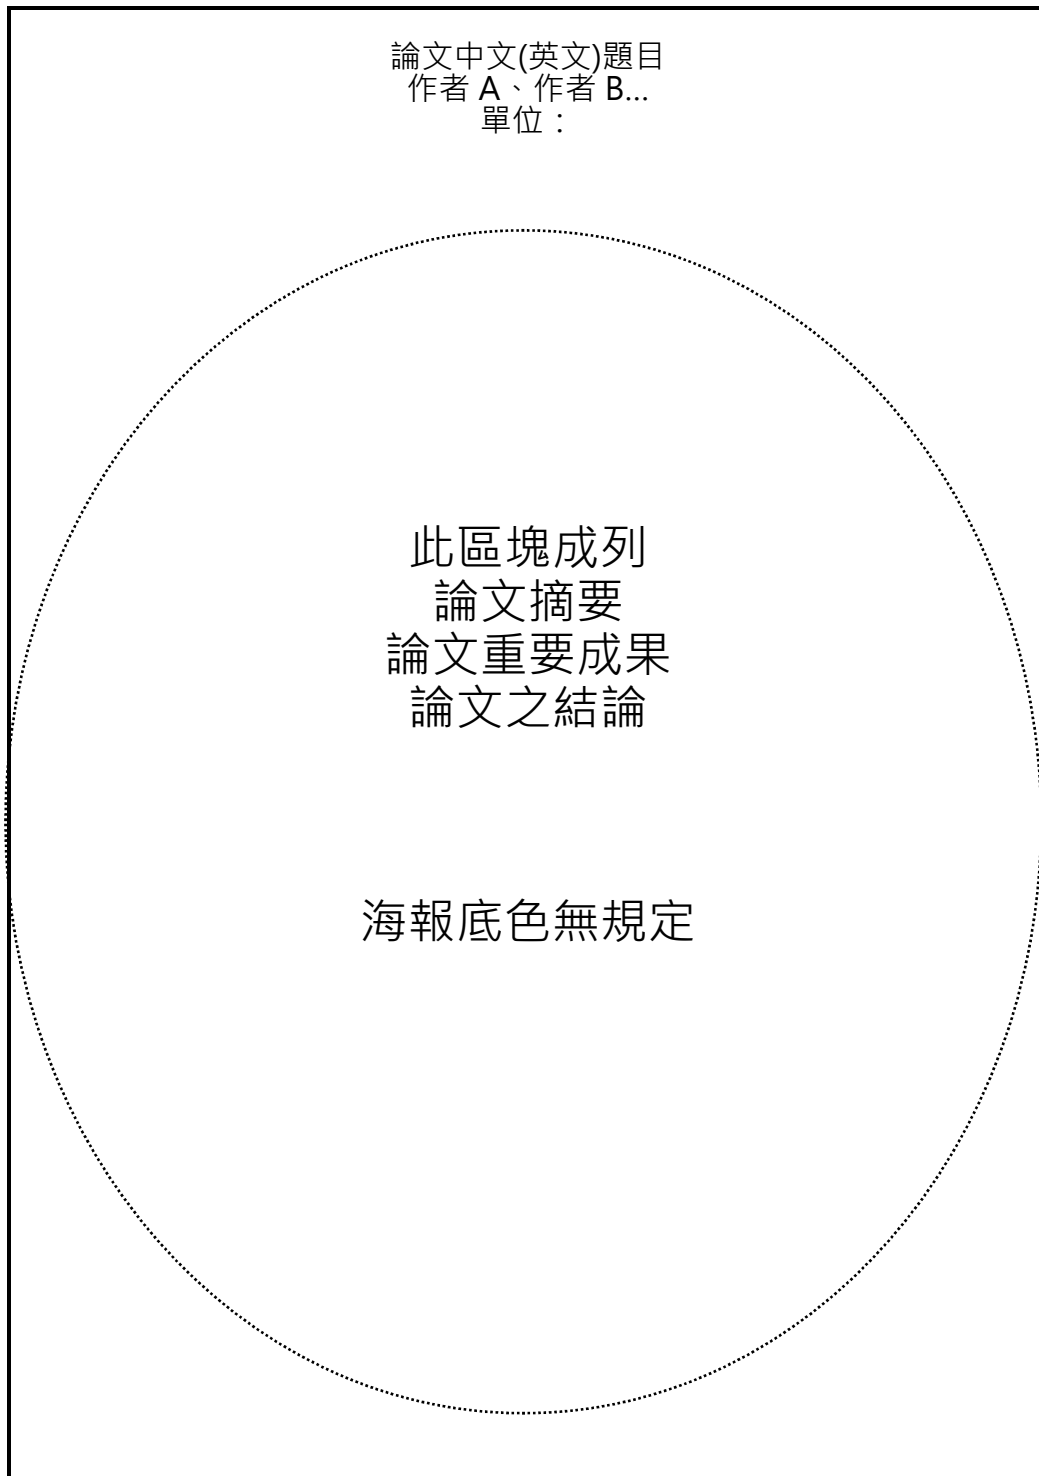 論文中文(英文)題目
作者 A、作者 B...
單位：
此區塊成列
論文摘要
論文重要成果
論文之結論
海報底色無規定